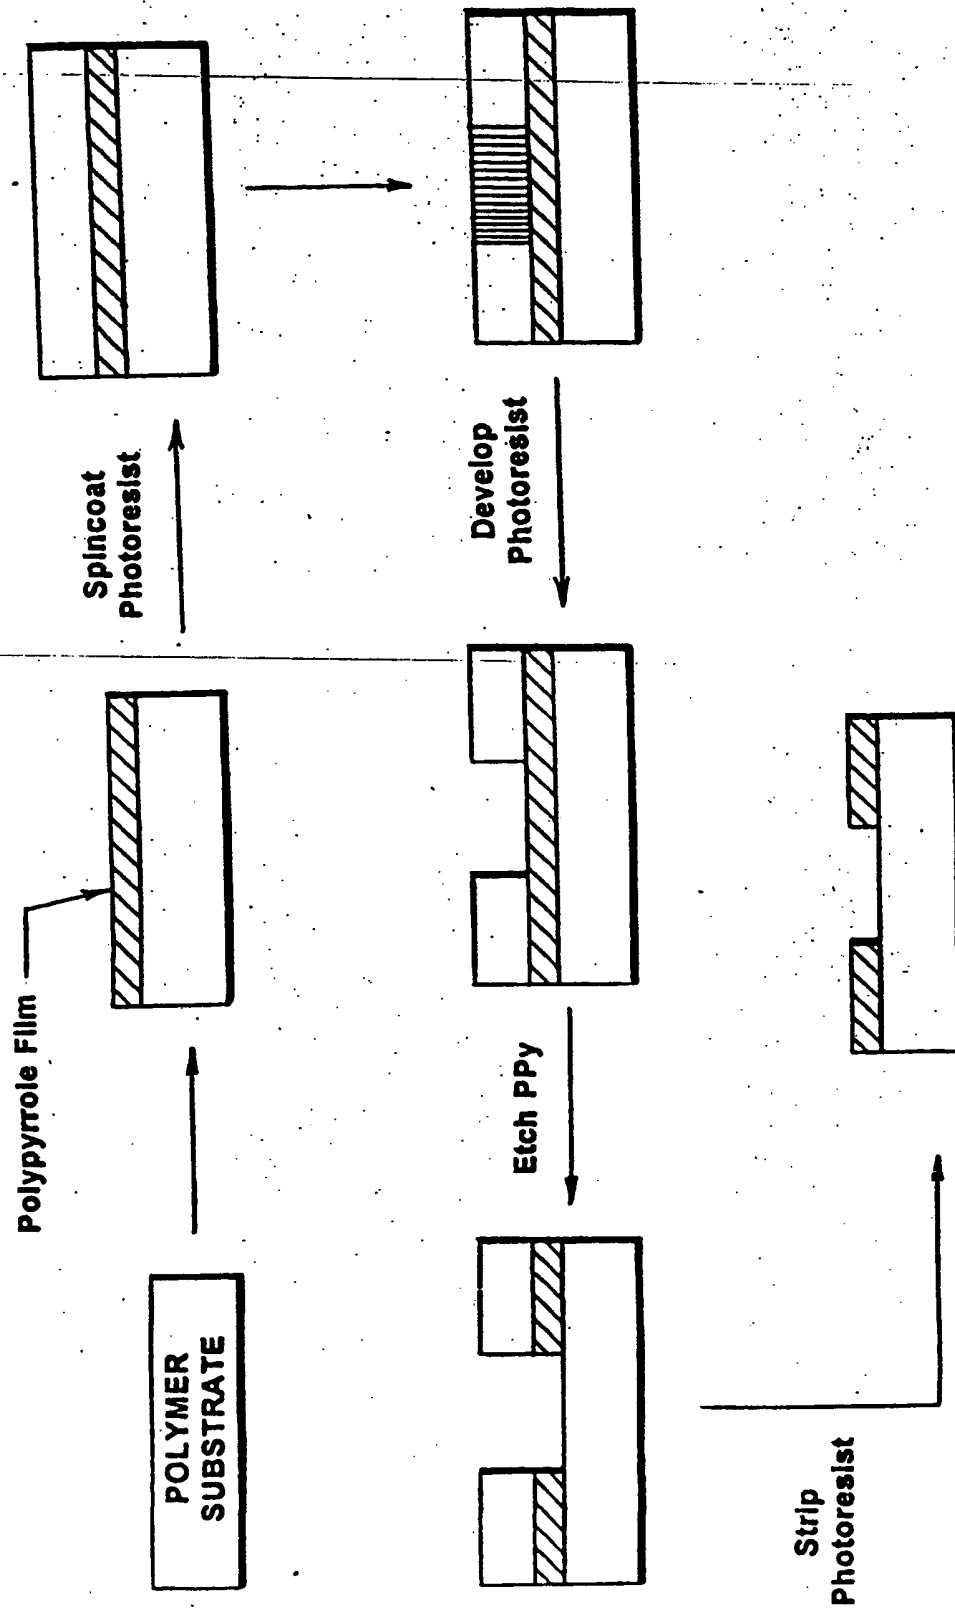 Polypyrrole Film
POLYMER
SUBSTRATE
Spincoat
Photoresist
Develop
Photoresist
Etch PPy
Strip
Photoresist